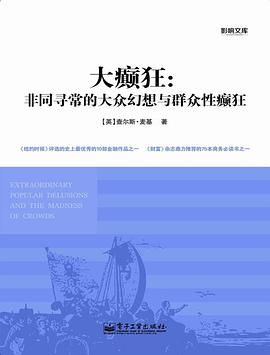 影响文库
大癫狂:
非同寻常的大众幻想与群众性癫狂
【英】查尔斯·麦基 著
《纽约时报》评选的史上最优秀的10部金融作品之一 《财富》杂志鼎力推荐的75本商务必读书之一
EXTRAORDINARY
POPULAR DELUSIONS
AND THE MADNESS
OF CROWDS
电子工业出版社